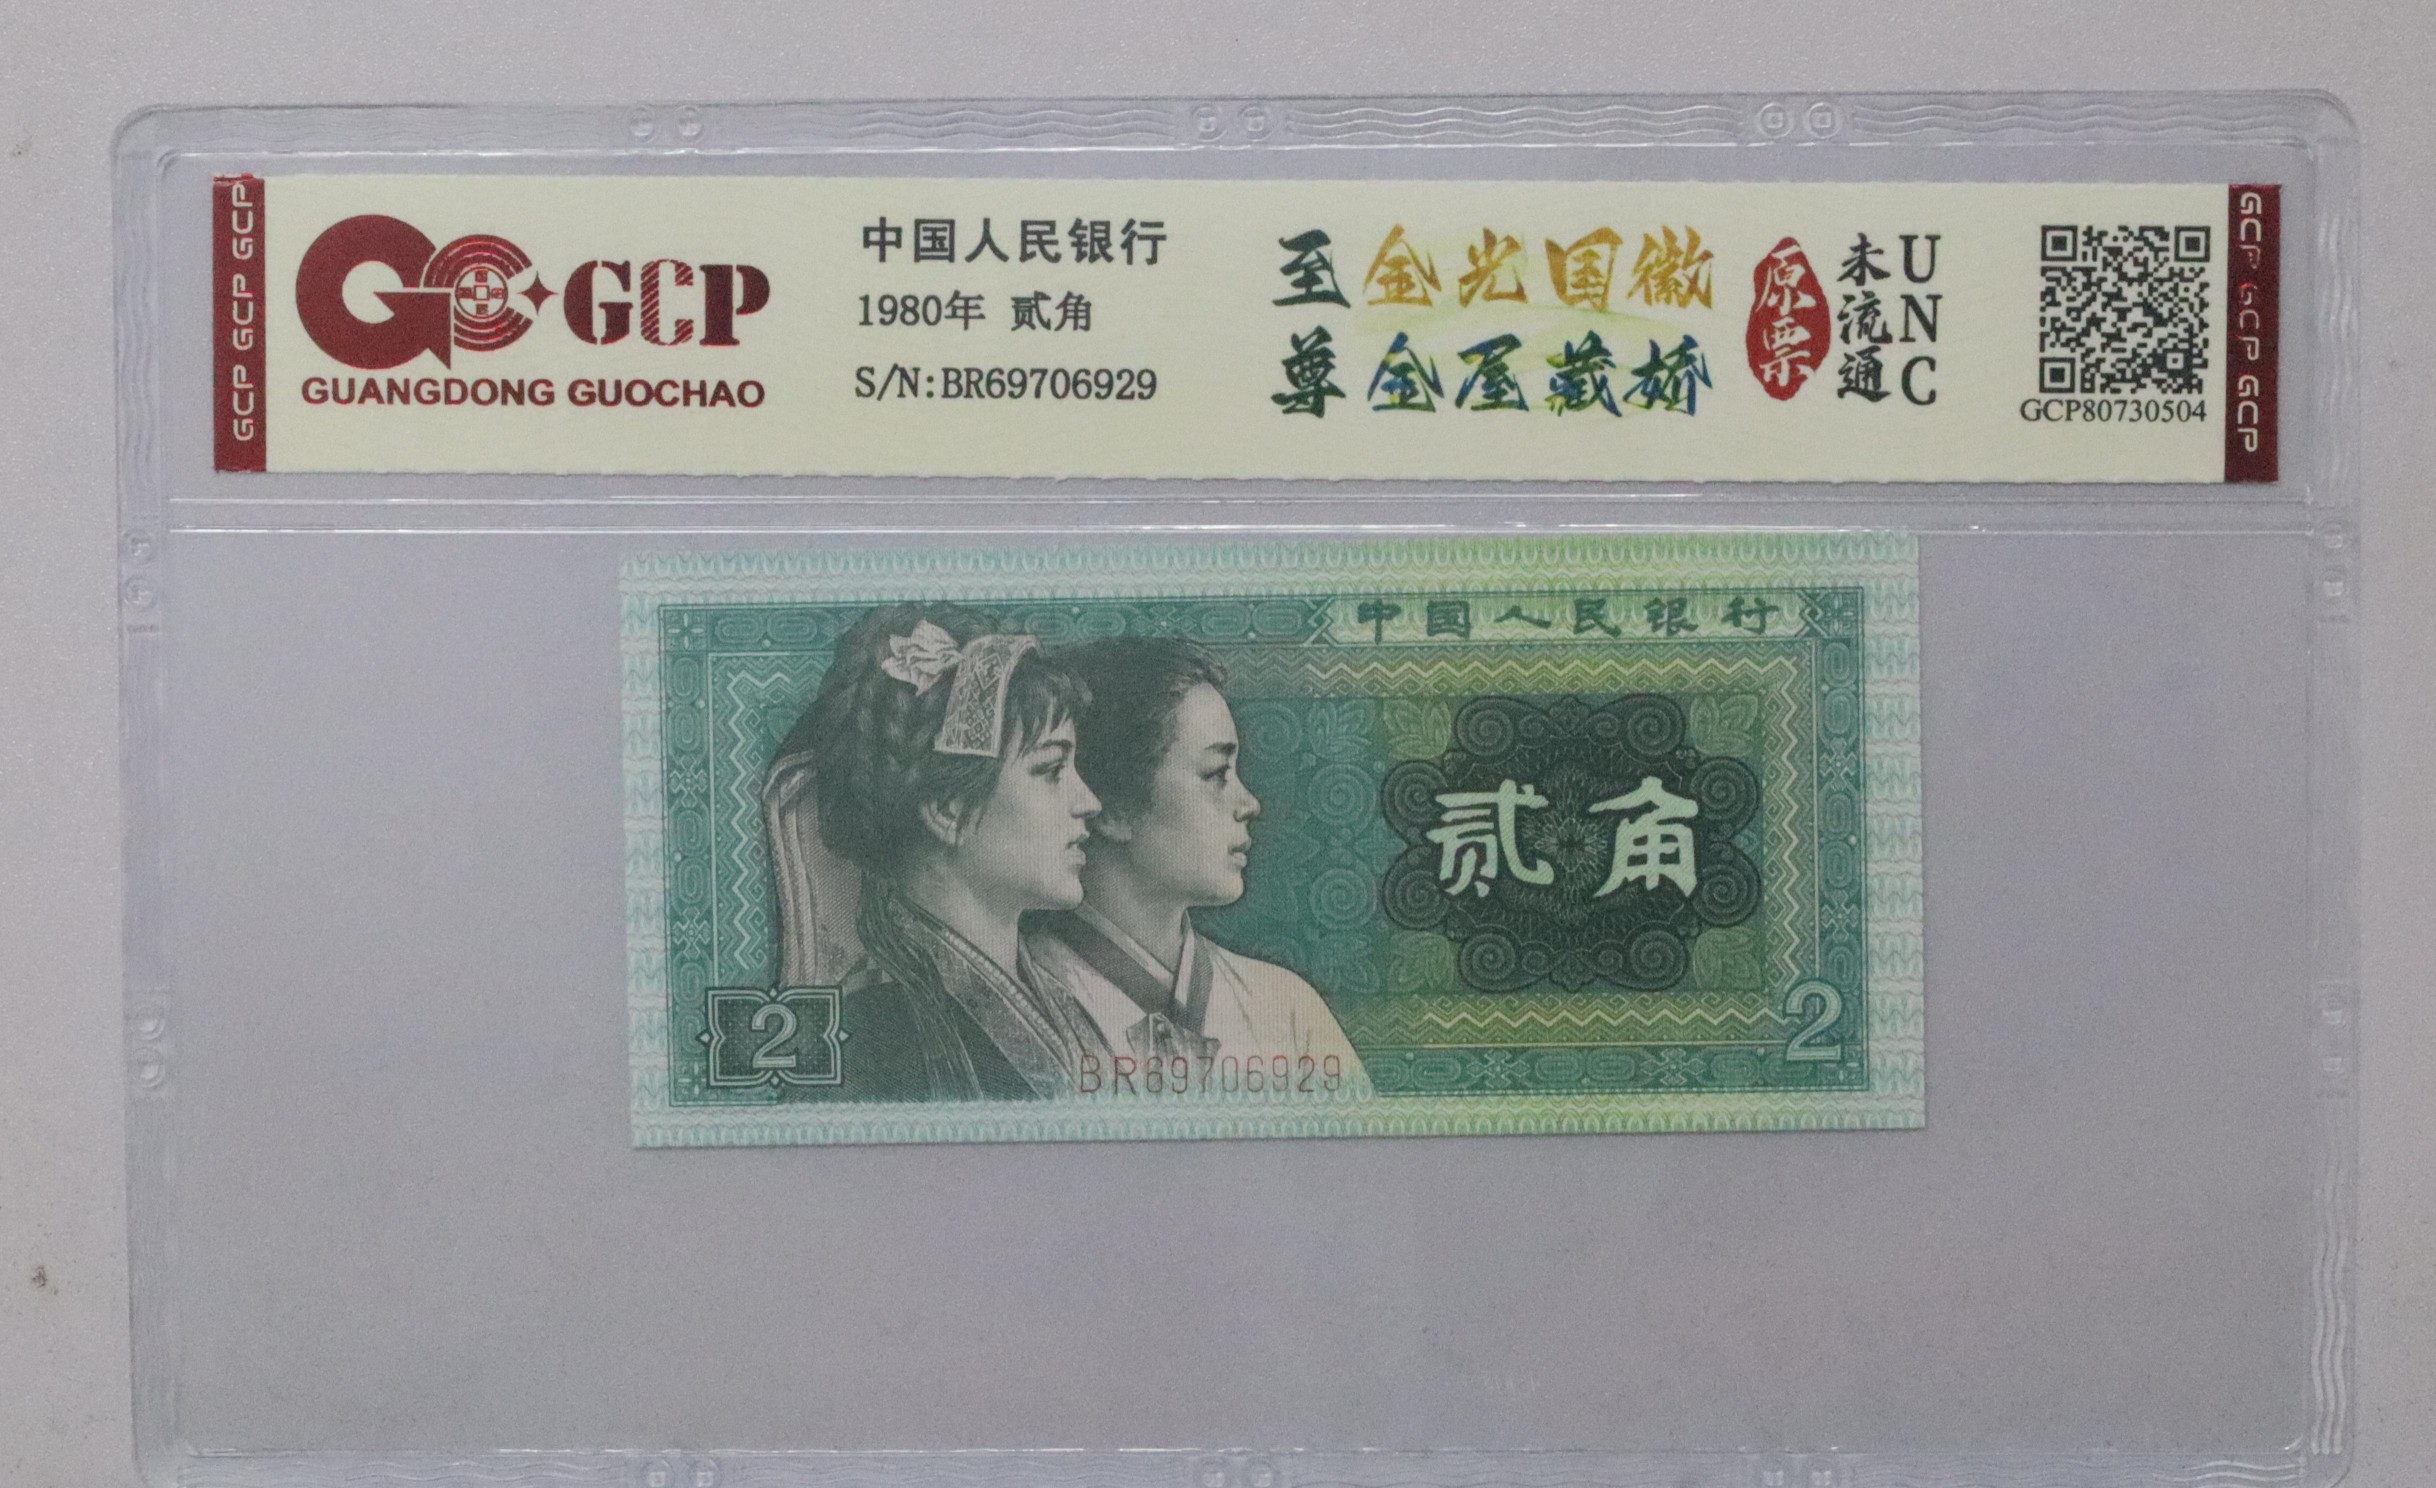 GCP GCP GCP
GCP
GUANGDONG GUOCHAO
中国人民银行
1980年 贰角
S/N:BR69706929
至尊
金光国徽
金屋藏娇
原票
未流通
UNC
GCP80730504
GCP GCP GCP
中国人民银行
贰角
2
2
BR69706929